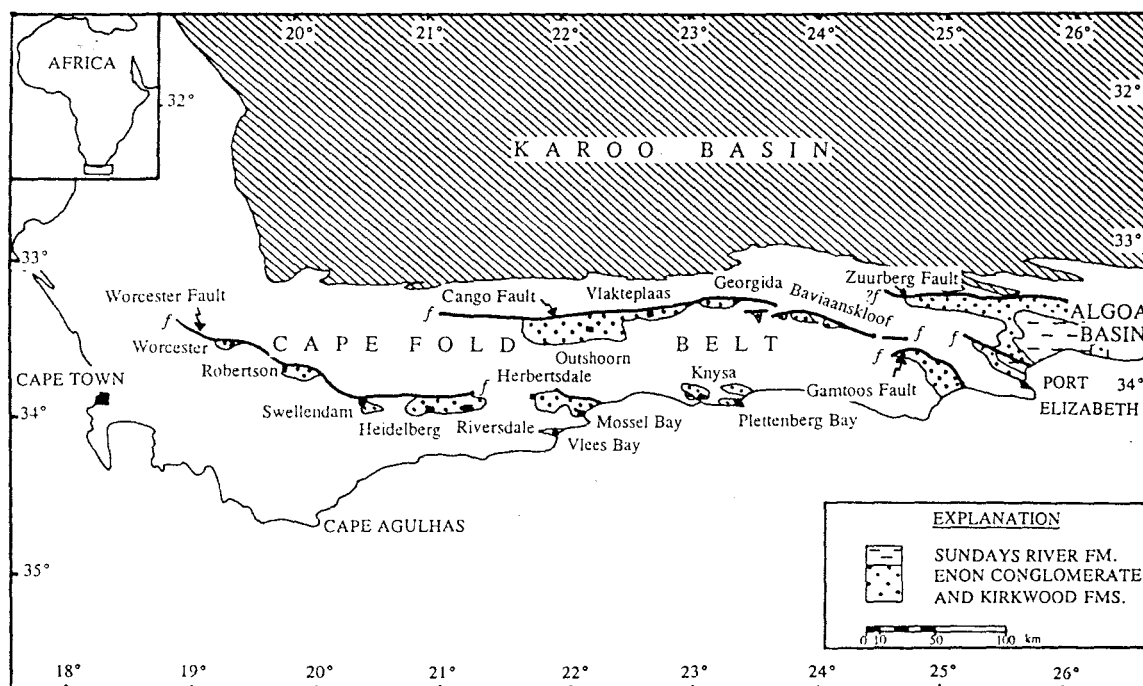 20° 21° 22° 23° 24° 25° 26°
AFRICA
32° 32°
KAROO BASIN
33° 33°
Worcester Fault
Cango Fault
Vlakteplaas
Georgida
Zuurberg Fault
Baviaanskloof
?f
f
f
f
f
f
f
ALGOA
BASIN
Worcester
CAPE FOLD BELT
Outshoorn
Robertson
Herbertsdale
Knysa
Gamtoos Fault
CAPE TOWN
34° 34°
PORT
ELIZABETH
Swellendam
Heidelberg
Riversdale
Mossel Bay
Plettenberg Bay
Vlees Bay
CAPE AGULHAS
EXPLANATION
SUNDAYS RIVER FM.
ENON CONGLOMERATE
AND KIRKWOOD FMS.
0 10 50 100
km
35°
18° 19° 20° 21° 22° 23° 24° 25° 26°